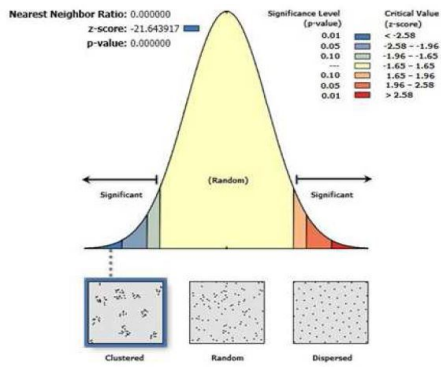 Nearest Neighbor Ratio: 0.000000
z-score: -21.643917
p-value: 0.000000
Significance Level
(p-value)
Critical Value
(z-score)
0.01 < -2.58
0.05 -2.58 - -1.96
0.10 -1.96 - -1.65
--- -1.65 - 1.65
0.10 1.65 - 1.96
0.05 1.96 - 2.58
0.01 > 2.58
Significant
(Random)
Significant
Clustered
Random
Dispersed